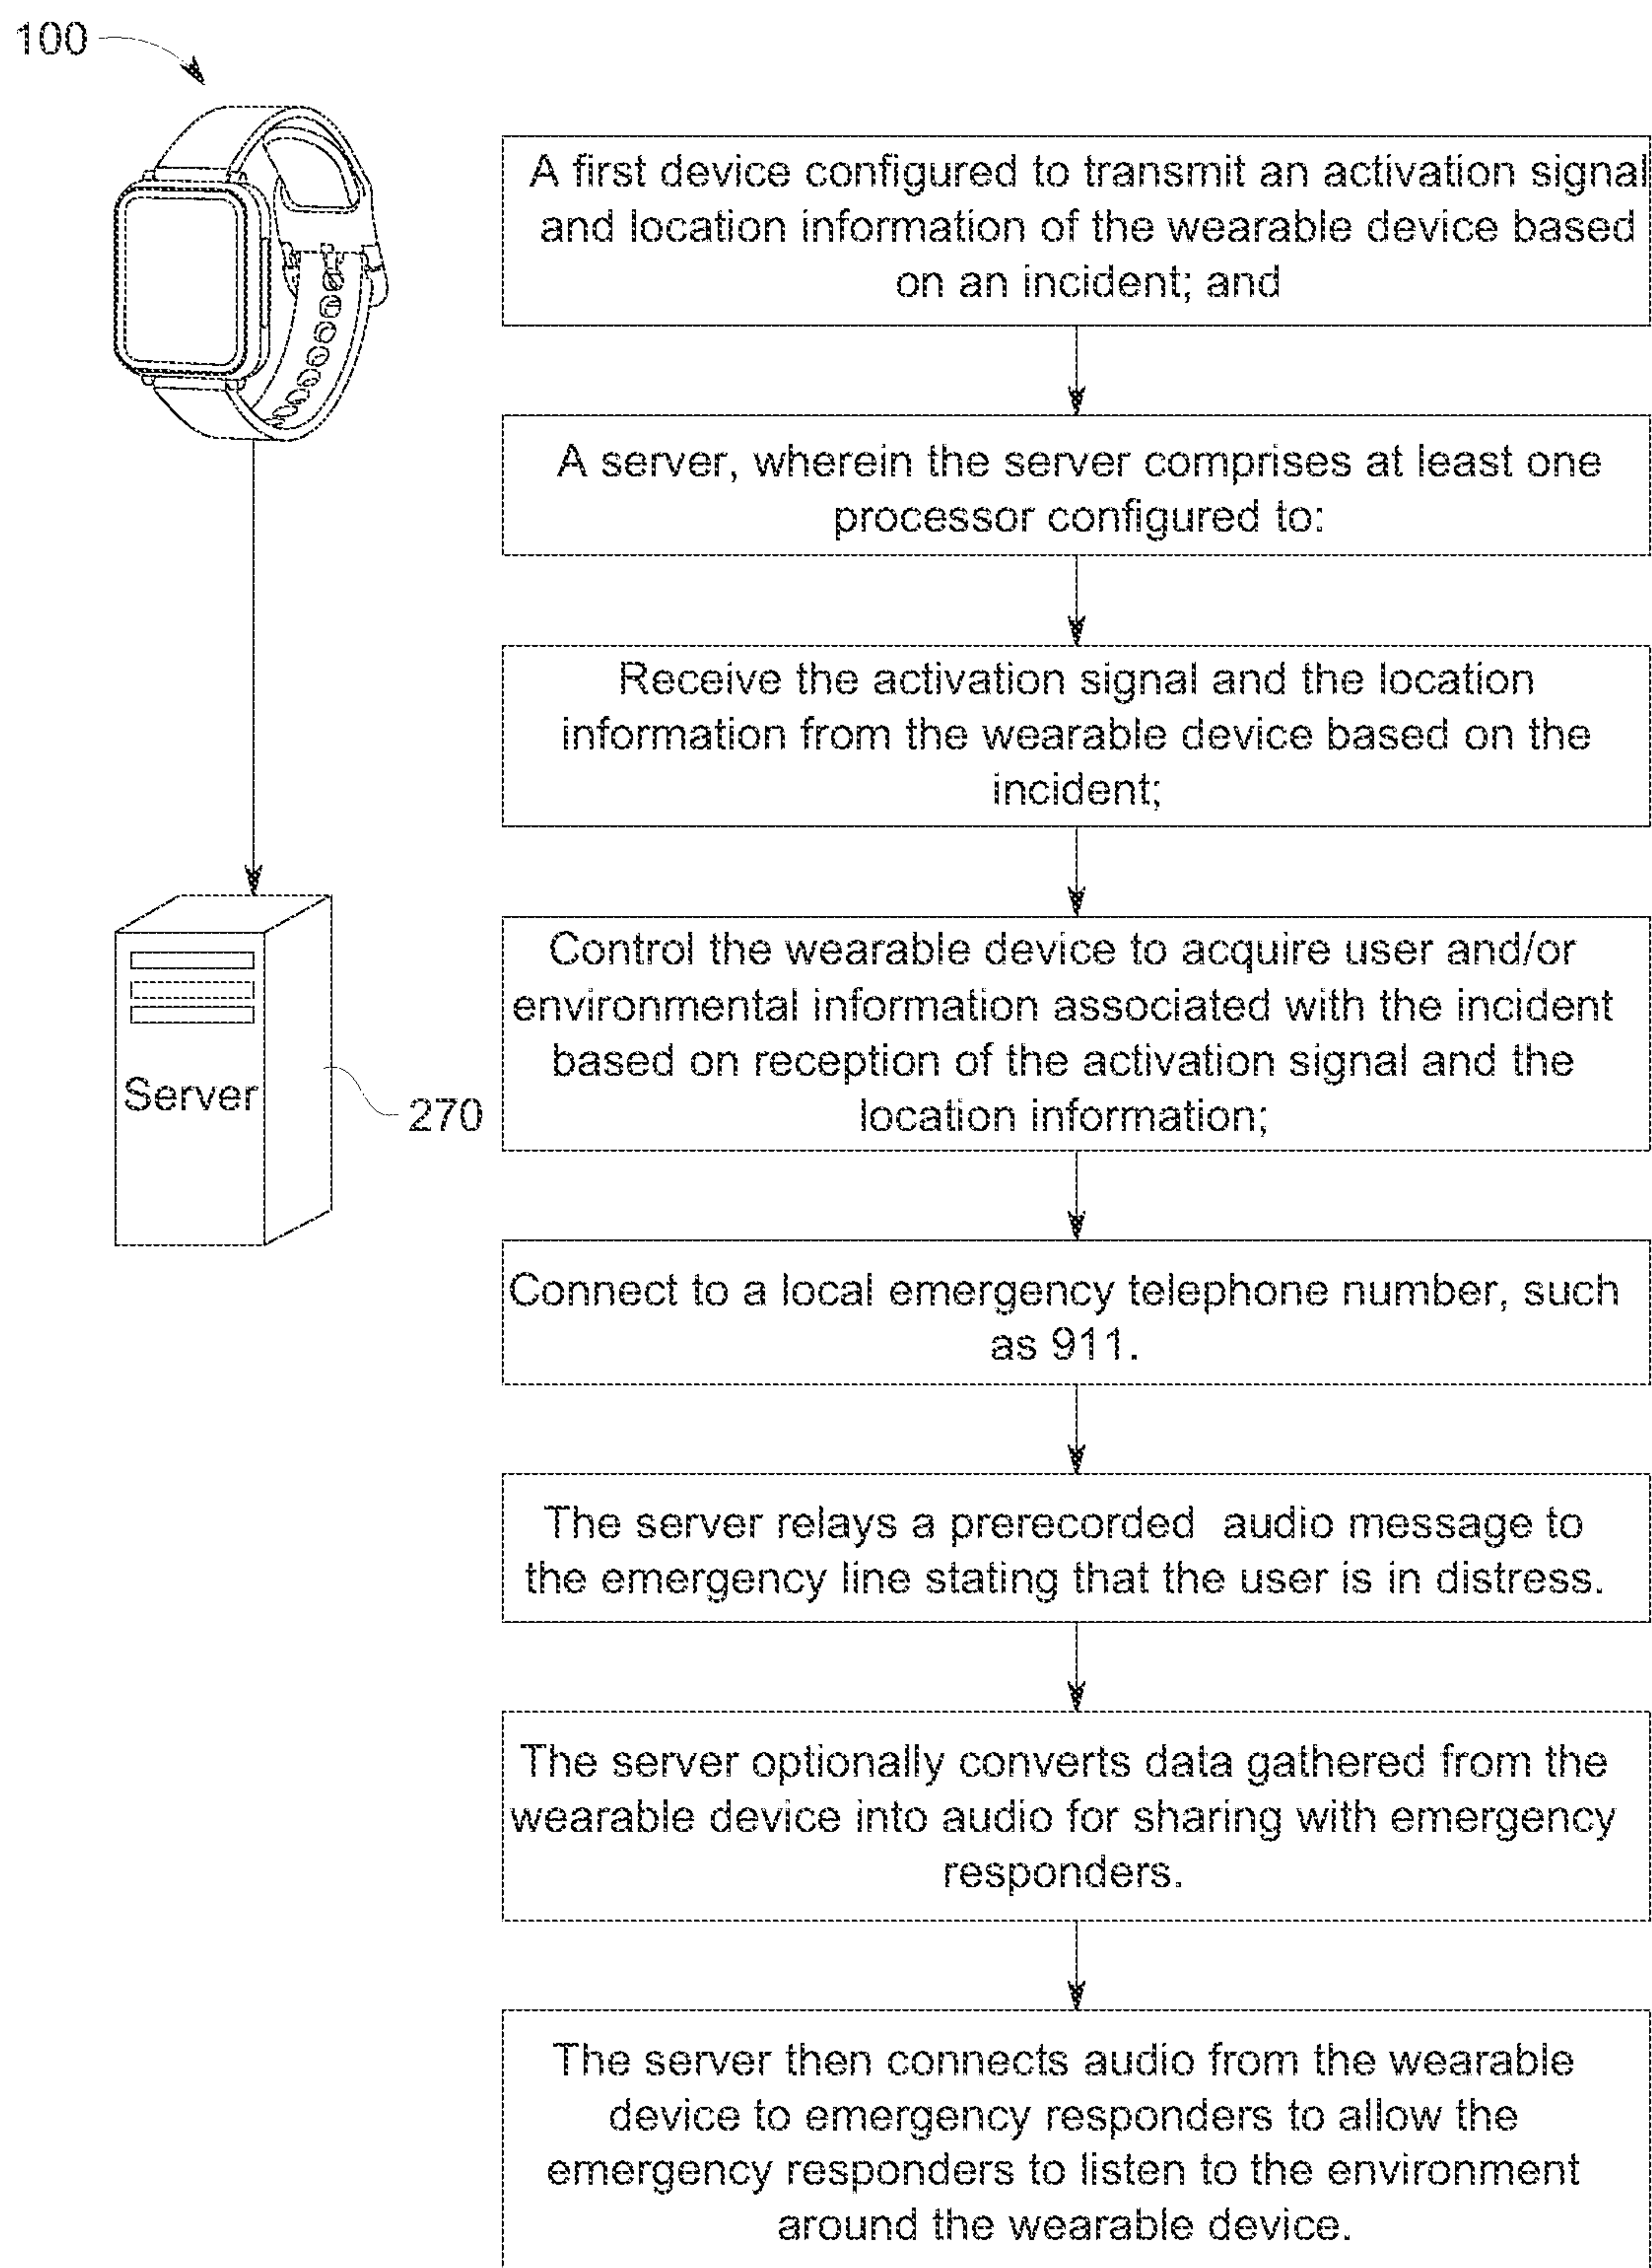 100
A first device configured to transmit an activation signal
and location information of the wearable device based
on an incident; and
A server, wherein the server comprises at least one
processor configured to:
Receive the activation signal and the location
information from the wearable device based on the
incident;
Control the wearable device to acquire user and/or
environmental information associated with the incident
based on reception of the activation signal and the
location information;
Server
270
Connect to a local emergency telephone number, such
as 911.
The server relays a prerecorded audio message to
the emergency line stating that the user is in distress.
The server optionally converts data gathered from the
wearable device into audio for sharing with emergency
responders.
The server then connects audio from the wearable
device to emergency responders to allow the
emergency responders to listen to the environment
around the wearable device.